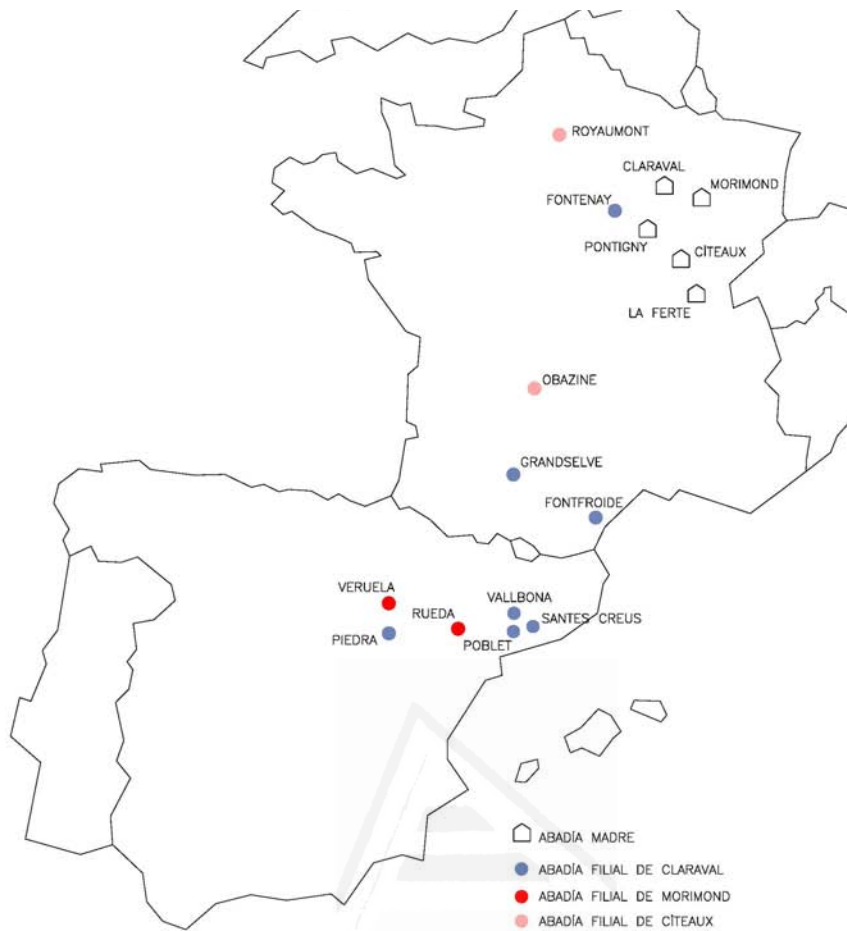 ROYAUMONT
CLARAVAL
MORIMOND
FONTENAY
PONTIGNY
CÎTEAUX
LA FERTE
OBAZINE
GRANDSELVE
FONTFROIDE
VERUELA
RUEDA
VALLBONA
SANTES CREUS
PIEDRA
POBLET
ABADÍA MADRE
ABADÍA FILIAL DE CLARAVAL
ABADÍA FILIAL DE MORIMOND
ABADÍA FILIAL DE CÎTEAUX